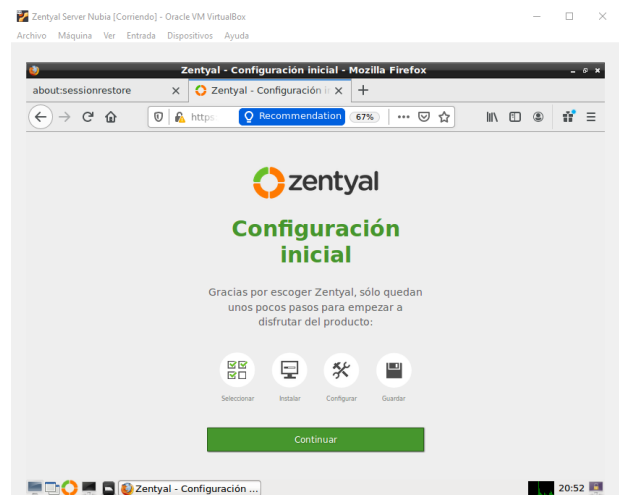 Zentyal Server Nubia [Corriendo] - Oracle VM VirtualBox
Archivo Máquina Ver Entrada Dispositivos Ayuda
Zentyal - Configuración inicial - Mozilla Firefox
about:sessionrestore
Zentyal - Configuración i
https:
Recommendation
67%
zentyal
Configuración
inicial
Gracias por escoger Zentyal, sólo quedan
unos pocos pasos para empezar a
disfrutar del producto:
Seleccionar Instalar Configurar Guardar
Continuar
Zentyal - Configuración ...
20:52